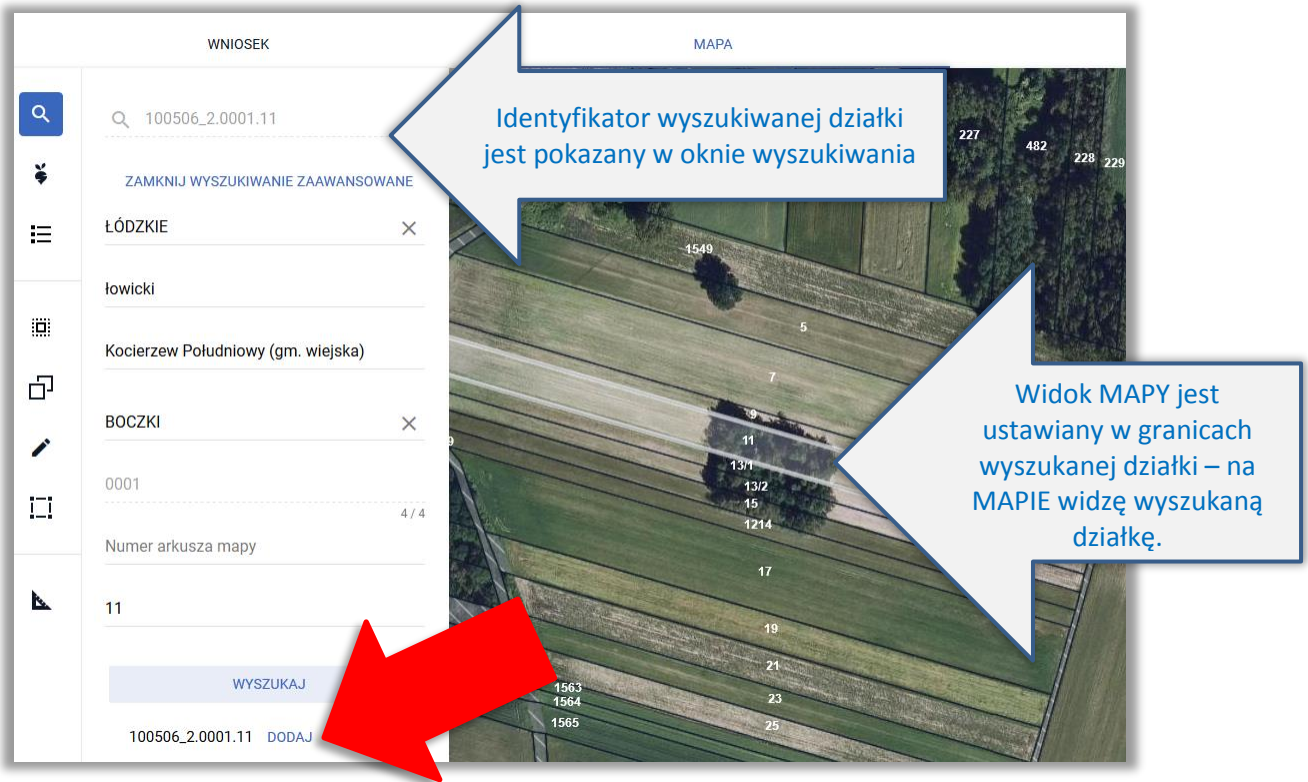 WNIOSEK
MAPA
100506_2.0001.11
ZAMKNIJ WYSZUKIWANIE ZAAWANSOWANE
ŁÓDZKIE
łowicki
Kocierzew Południowy (gm. wiejska)
BOCZKI
0001
4 / 4
Numer arkusza mapy
11
WYSZUKAJ
100506_2.0001.11 DODAJ
Identyfikator wyszukiwanej działki
jest pokazany w oknie wyszukiwania
227
482
228
229
1549
5
7
9
11
13/1
13/2
15
1214
17
19
21
23
25
1563
1564
1565
9
Widok MAPY jest
ustawiany w granicach
wyszukanej działki – na
MAPIE widzę wyszukaną
działkę.